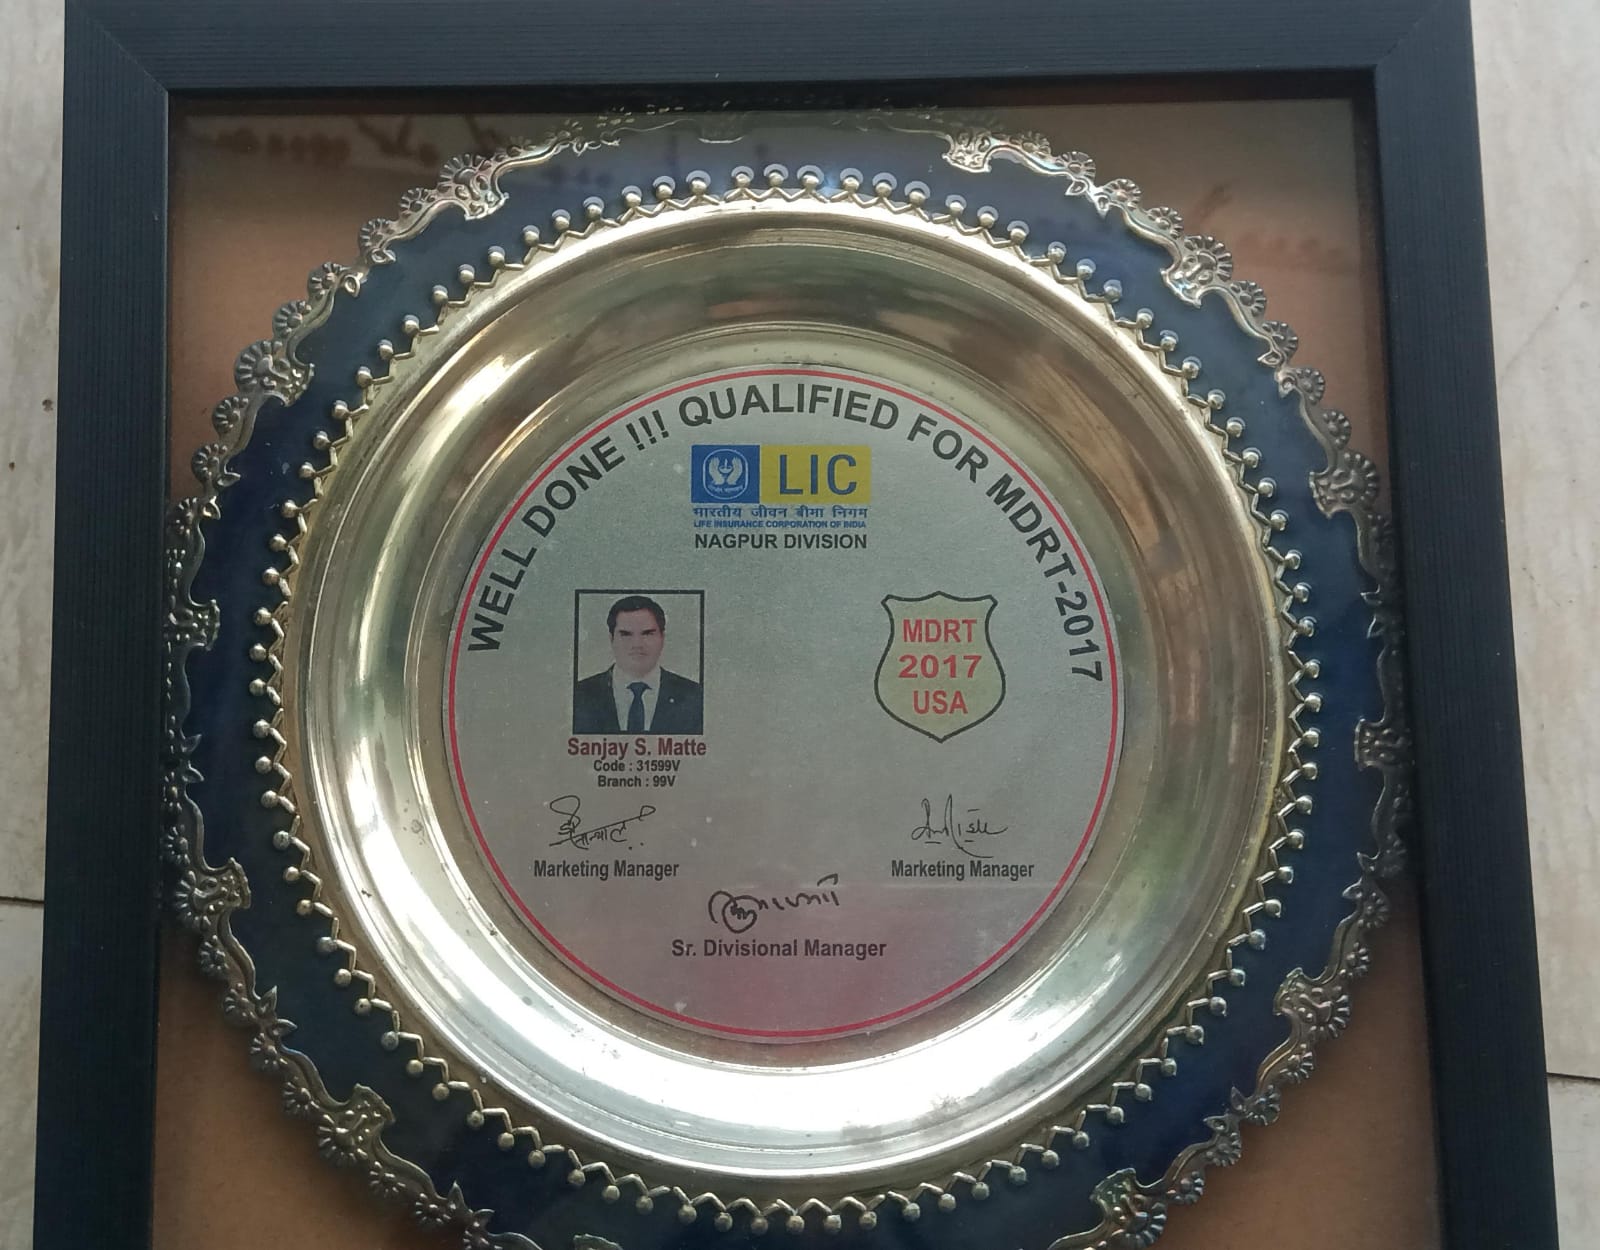 WELL DONE !!! QUALIFIED FOR MDRT-2017
LIC
भारतीय जीवन बीमा निगम
LIFE INSURANCE CORPORATION OF INDIA
NAGPUR DIVISION
MDRT
2017
USA
Sanjay S. Matte
Code : 31599V
Branch : 99V
Marketing Manager
Marketing Manager
Sr. Divisional Manager